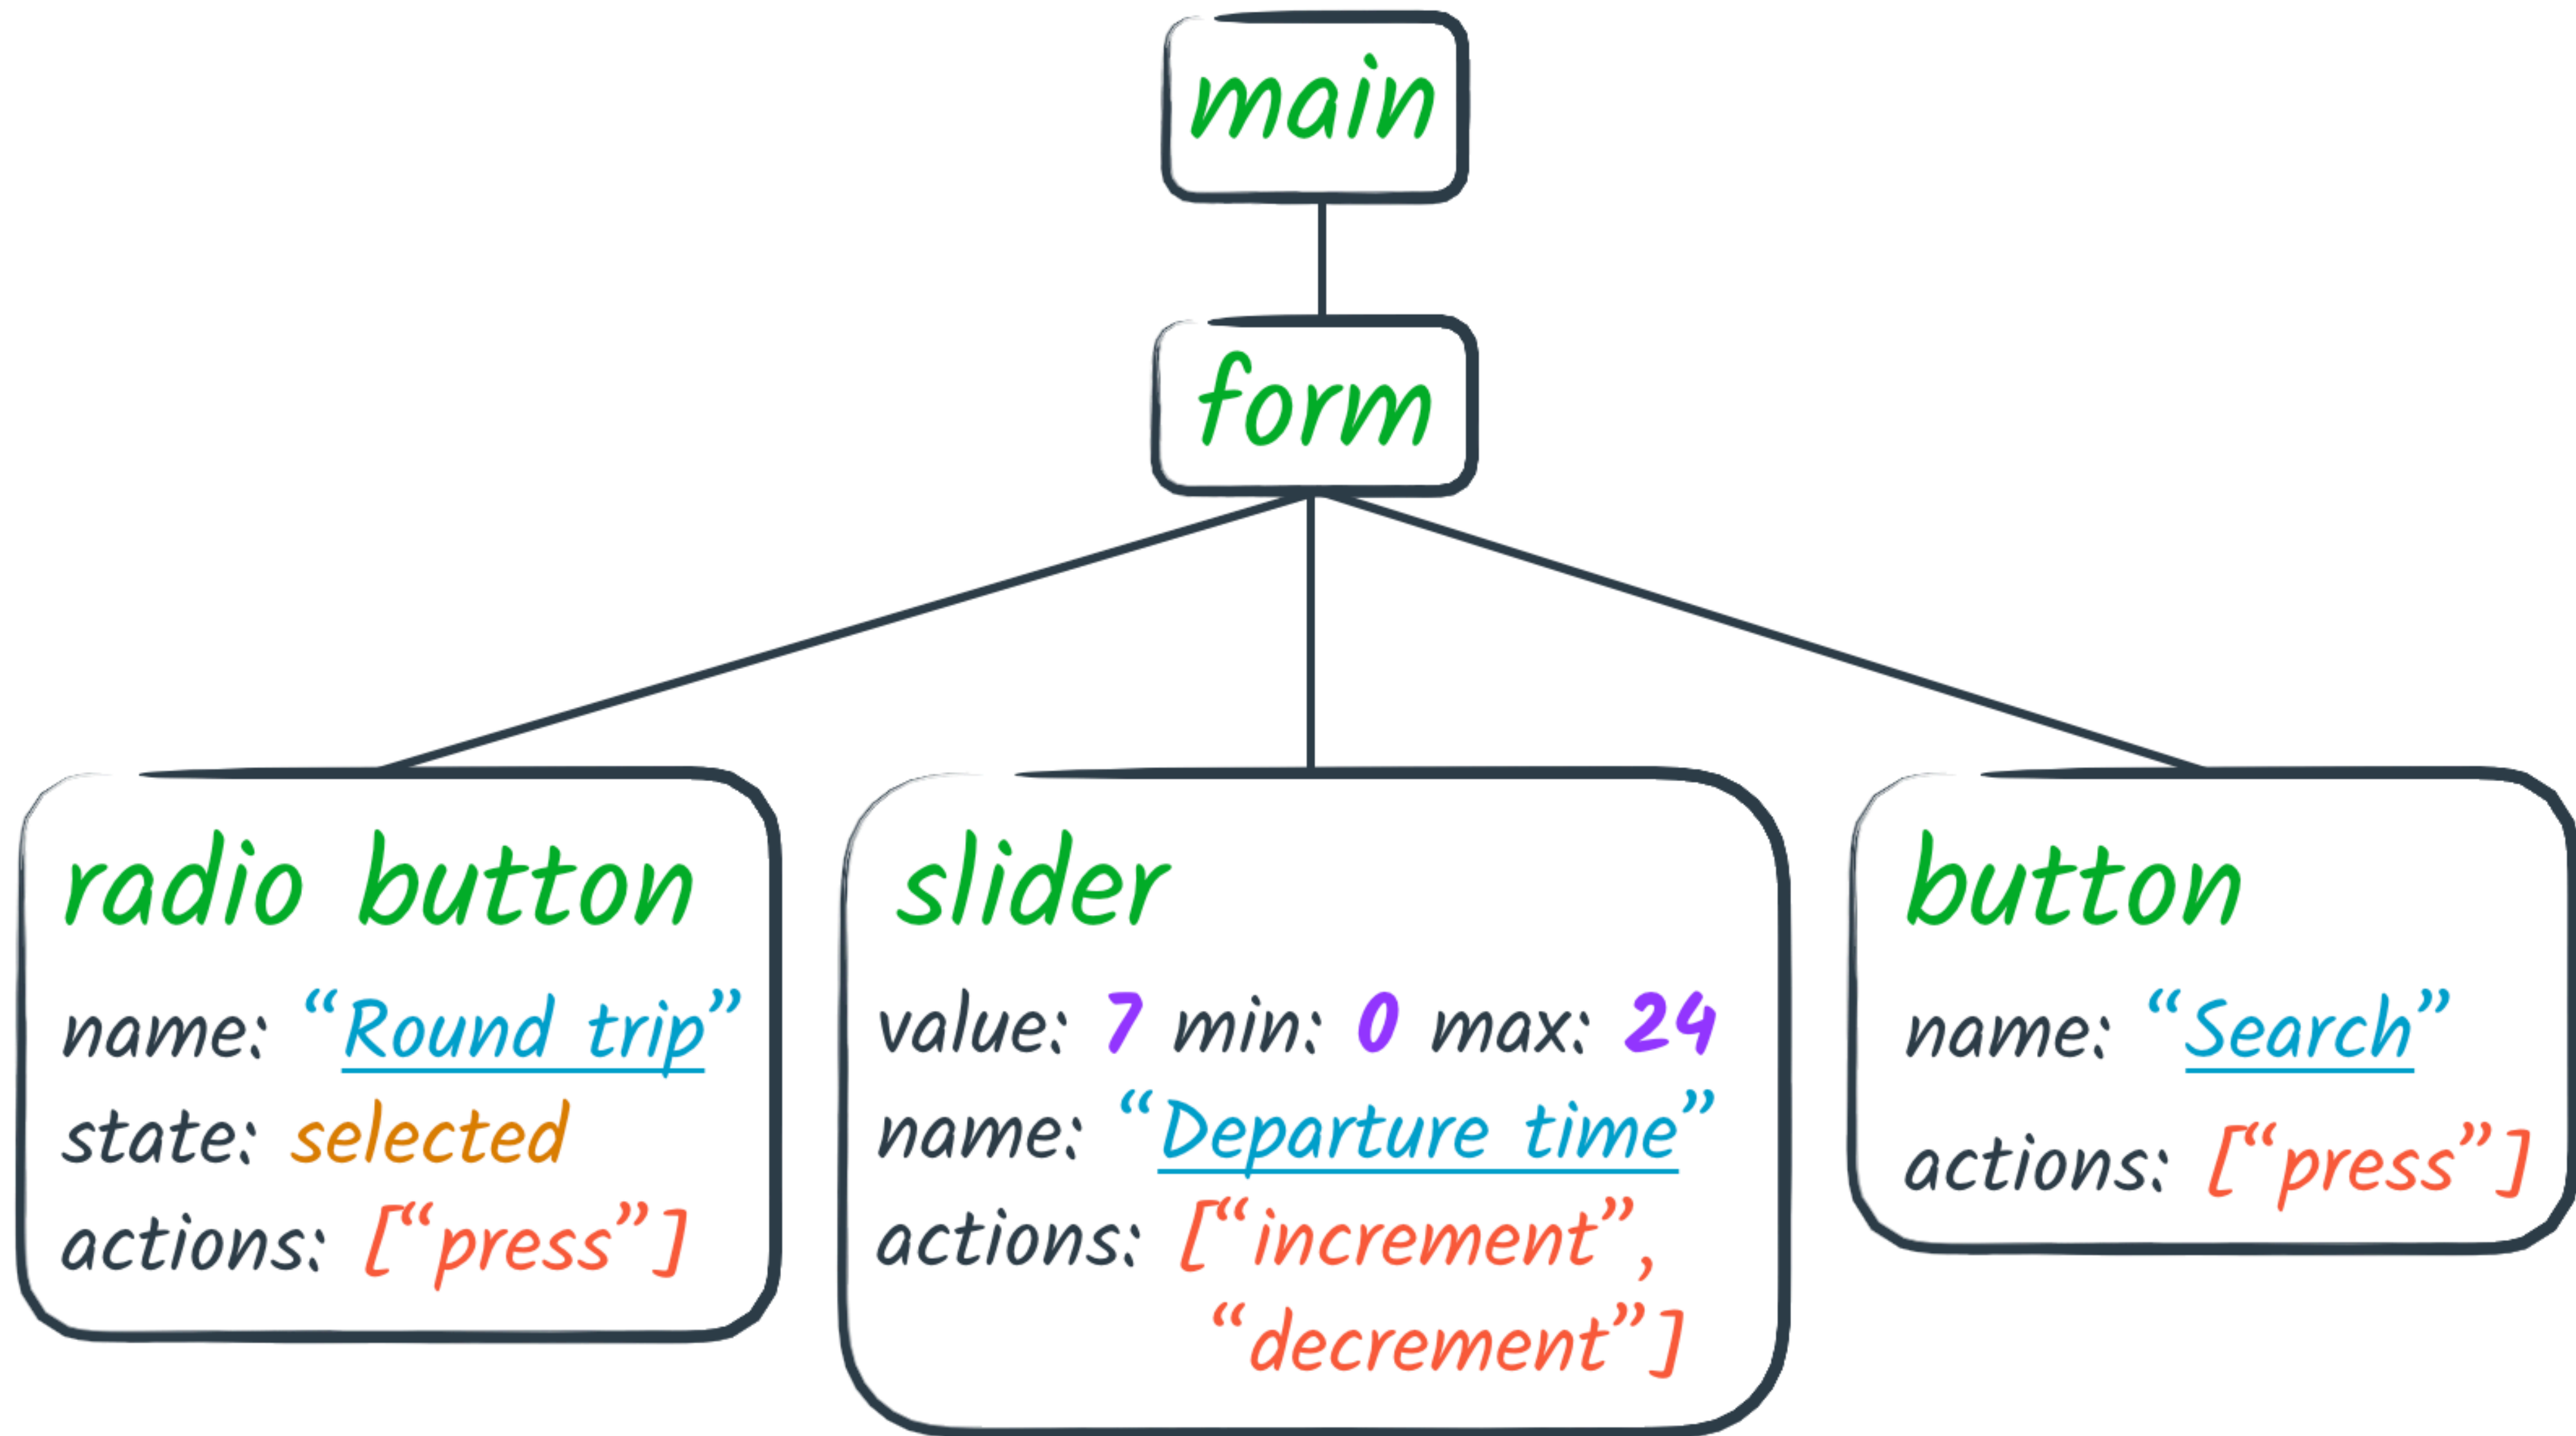 main
form
radio button
name: “Round trip”
state: selected
actions: [“press”]
slider
value: 7 min: 0 max: 24
name: “Departure time”
actions: [“increment”,
“decrement”]
button
name: “Search”
actions: [“press”]